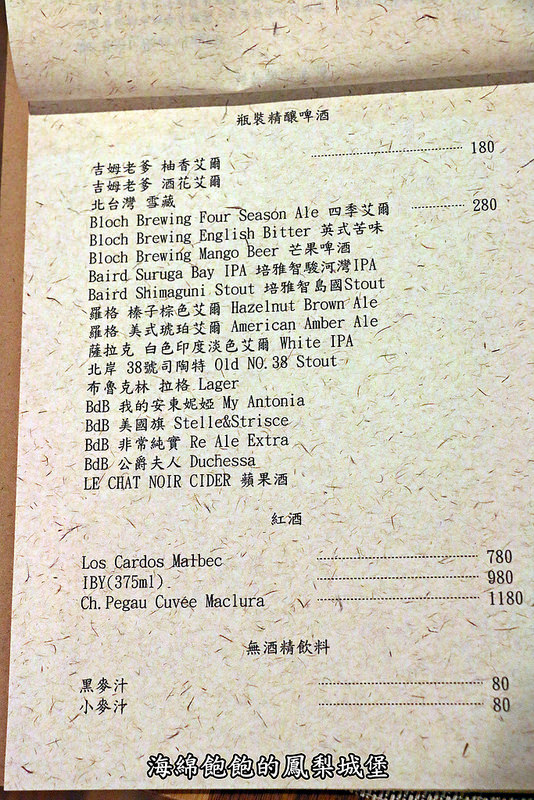 瓶裝精釀啤酒
吉姆老爹 柚香艾爾 180
吉姆老爹 酒花艾爾
北台灣 雪藏
Bloch Brewing Four Season Ale 四季艾爾 280
Bloch Brewing English Bitter 英式苦味
Bloch Brewing Mango Beer 芒果啤酒
Baird Suruga Bay IPA 培雅智駿河灣IPA
Baird Shimaguni Stout 培雅智島國Stout
羅格 榛子棕色艾爾 Hazelnut Brown Ale
羅格 美式琥珀艾爾 American Amber Ale
薩拉克 白色印度淡色艾爾 White IPA
北岸 38號司陶特 Old NO.38 Stout
布魯克林 拉格 Lager
BdB 我的安東妮婭 My Antonia
BdB 美國旗 Stelle&Strisce
BdB 非常純實 Re Ale Extra
BdB 公爵夫人 Duchessa
LE CHAT NOIR CIDER 蘋果酒
紅酒
Los Cardos Malbec 780
IBY(375ml) 980
Ch.Pegau Cuvée Maclura 1180
無酒精飲料
黑麥汁 80
小麥汁 80
海綿飽飽的鳳梨城堡